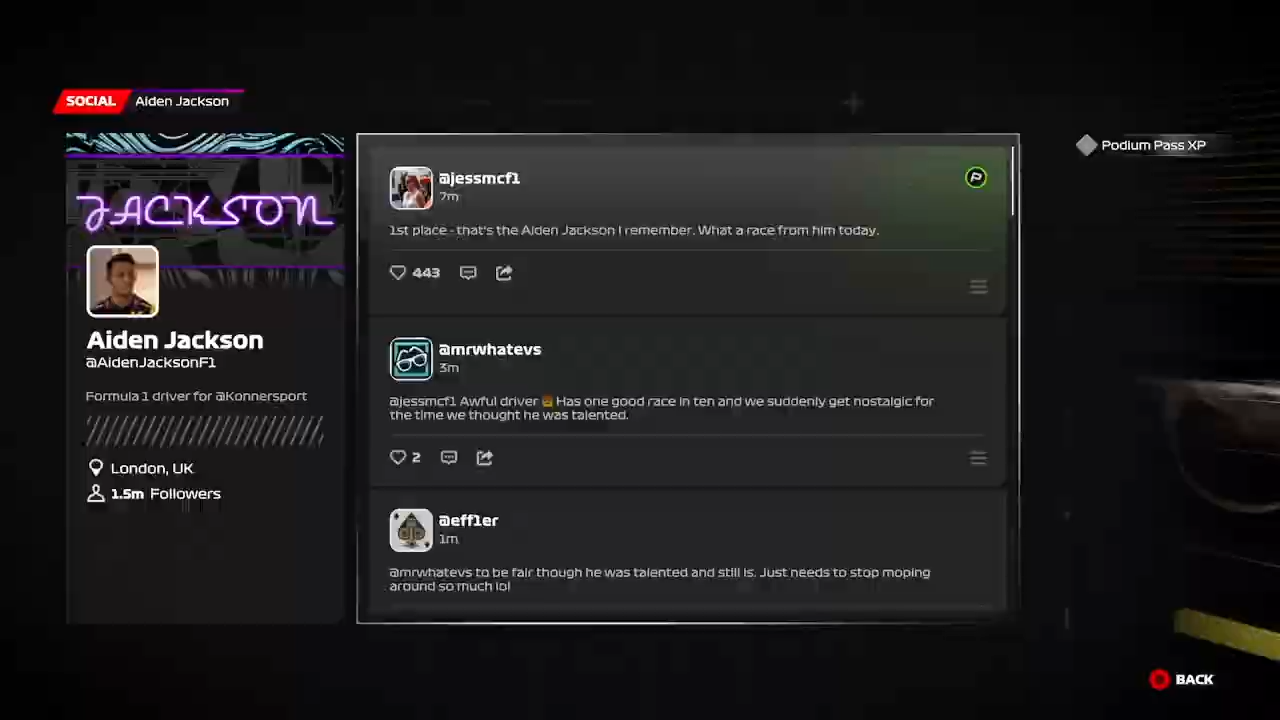 SOCIAL Aiden Jackson
Podium Pass XP
JACKSON
Aiden Jackson
@AidenJacksonF1
Formula 1 driver for @Konnersport
London, UK
1.5m Followers
@jessmcf1
7m
1st place - that's the Aiden Jackson I remember. What a race from him today.
443
@mrwhatevs
3m
@jessmcf1 Awful driver 😡 Has one good race in ten and we suddenly get nostalgic for
the time we thought he was talented.
2
@eff1er
1m
@mrwhatevs to be fair though he was talented and still is. Just needs to stop moping
around so much lol
BACK